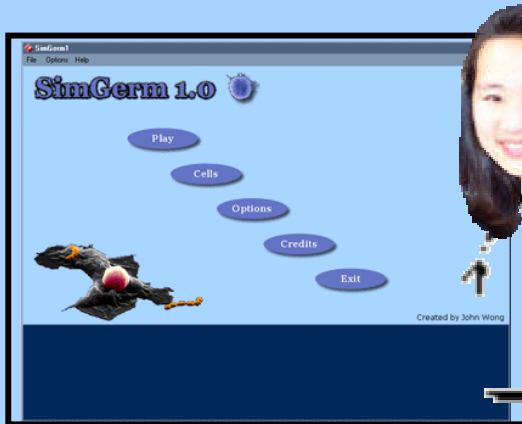 SimGerm1
File Options Help
SimGerm 1.0
Play
Cells
Options
Credits
Exit
Created by John Wong